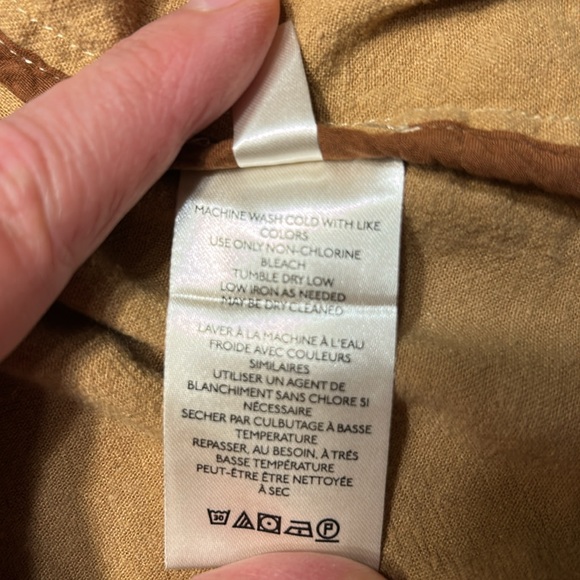 MACHINE WASH COLD WITH LIKE
COLORS
USE ONLY NON-CHLORINE
BLEACH
TUMBLE DRY LOW
LOW IRON AS NEEDED
MAY BE DRY CLEANED
LAVER À LA MACHINE À L'EAU
FROIDE AVEC COULEURS
SIMILAIRES
UTILISER UN AGENT DE
BLANCHIMENT SANS CHLORE SI
NÉCESSAIRE
SECHER PAR CULBUTAGE À BASSE
TEMPERATURE
REPASSER, AU BESOIN, À TRÉS
BASSE TEMPÉRATURE
PEUT-ÊTRE ÊTRE NETTOYÉE
À SEC
30 P